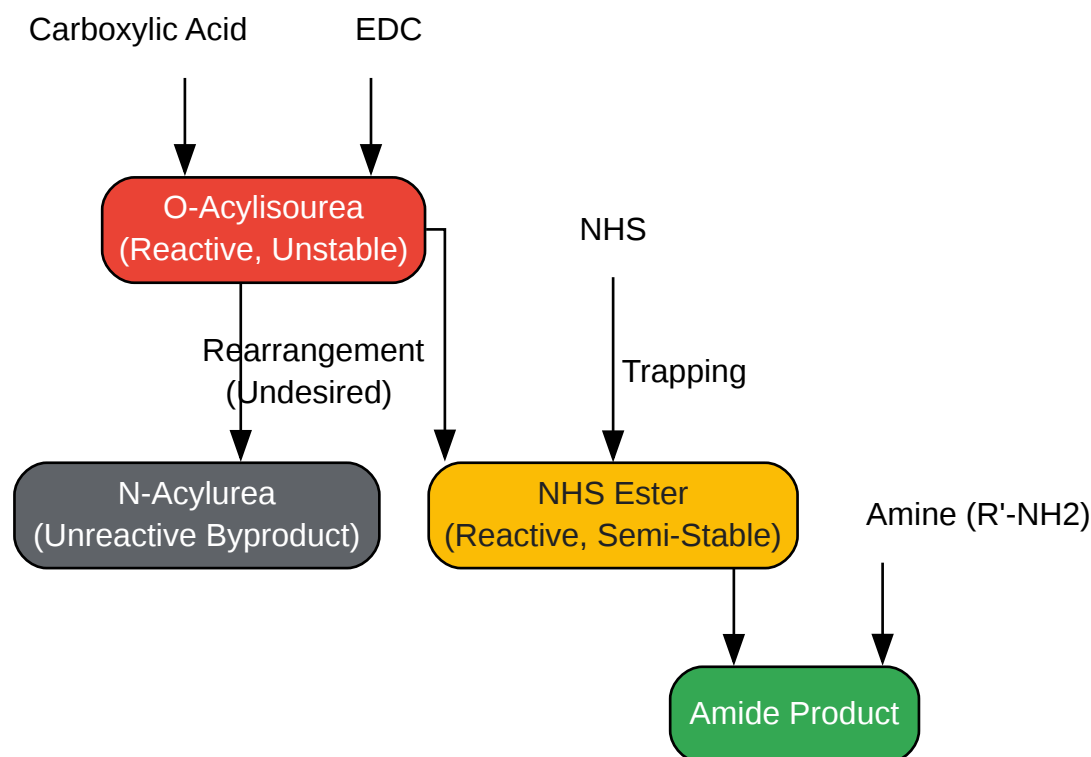 Carboxylic Acid
EDC
O-Acylisourea
(Reactive, Unstable)
NHS
Rearrangement
(Undesired)
Trapping
N-Acylurea
(Unreactive Byproduct)
NHS Ester
(Reactive, Semi-Stable)
Amine (R'-NH2)
Amide Product